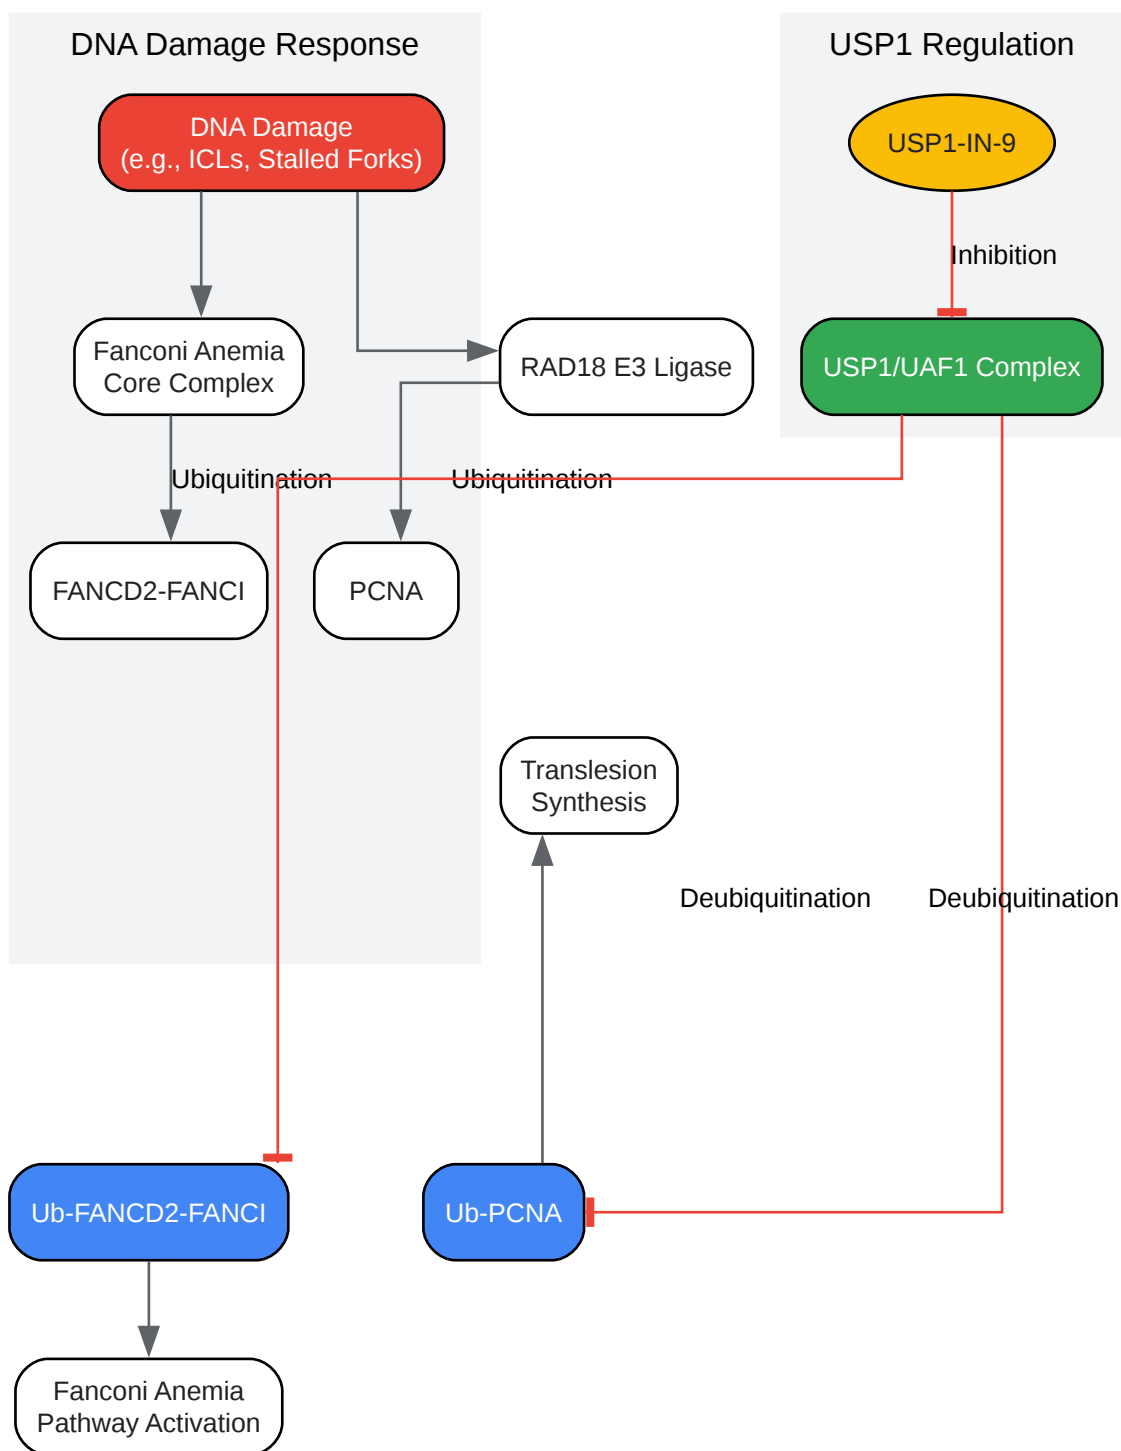 DNA Damage Response
USP1 Regulation
DNA Damage
(e.g., ICLs, Stalled Forks)
USP1-IN-9
Inhibition
Fanconi Anemia
Core Complex
RAD18 E3 Ligase
USP1/UAF1 Complex
Ubiquitination
Ubiquitination
FANCD2-FANCI
PCNA
Translesion
Synthesis
Deubiquitination
Deubiquitination
Ub-FANCD2-FANCI
Ub-PCNA
Fanconi Anemia
Pathway Activation